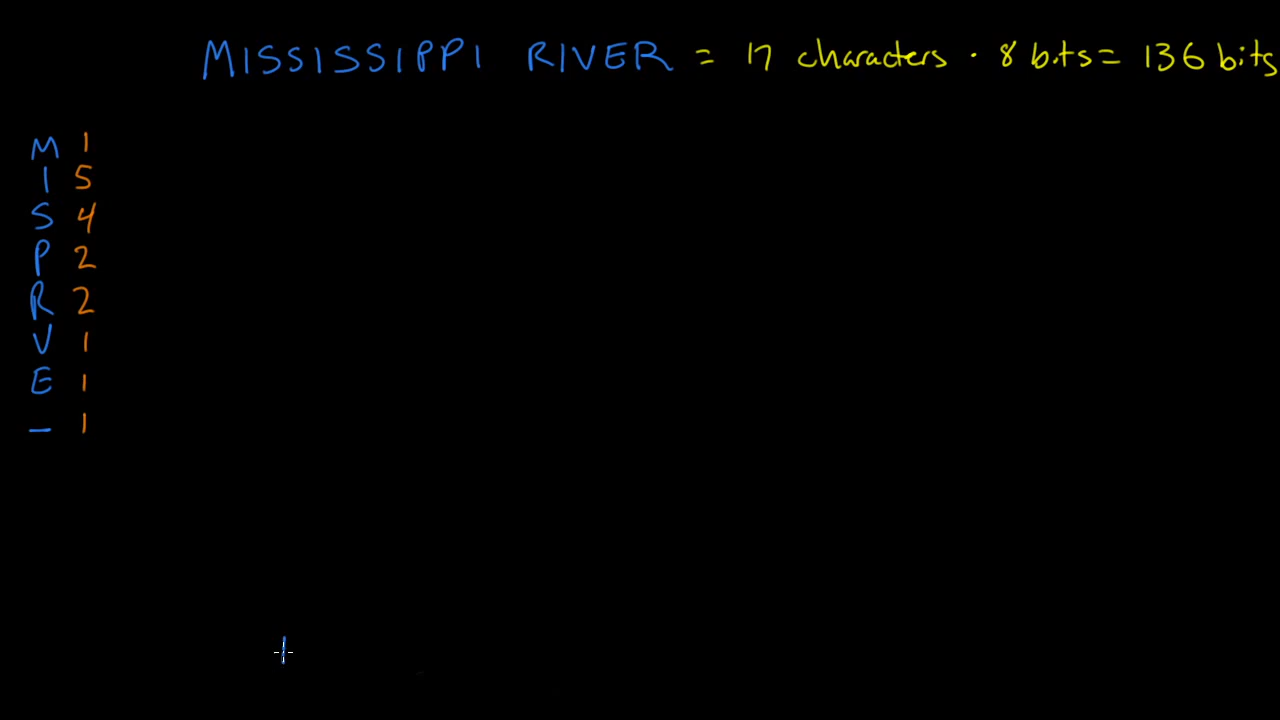 MISSISSIPPI RIVER = 17 characters · 8 bits = 136 bits
M 1
I 5
S 4
P 2
R 2
V 1
E 1
_ 1